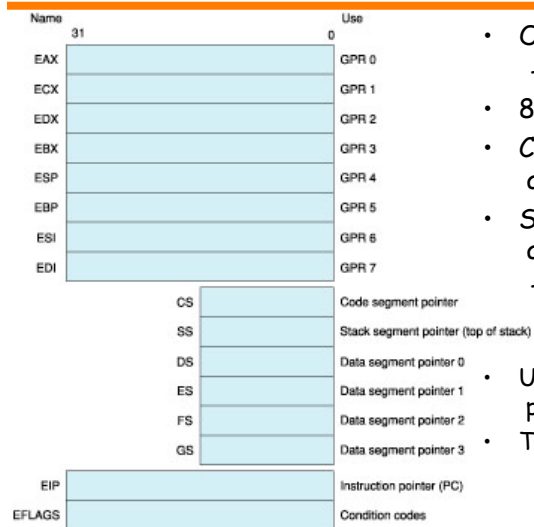 Name Use
31 0
EAX GPR 0
ECX GPR 1
EDX GPR 2
EBX GPR 3
ESP GPR 4
EBP GPR 5
ESI GPR 6
EDI GPR 7
CS Code segment pointer
SS Stack segment pointer (top of stack)
DS Data segment pointer 0
ES Data segment pointer 1
FS Data segment pointer 2
GS Data segment pointer 3
EIP Instruction pointer (PC)
EFLAGS Condition codes
• 
• 8
• 
• S
• U
p
• T